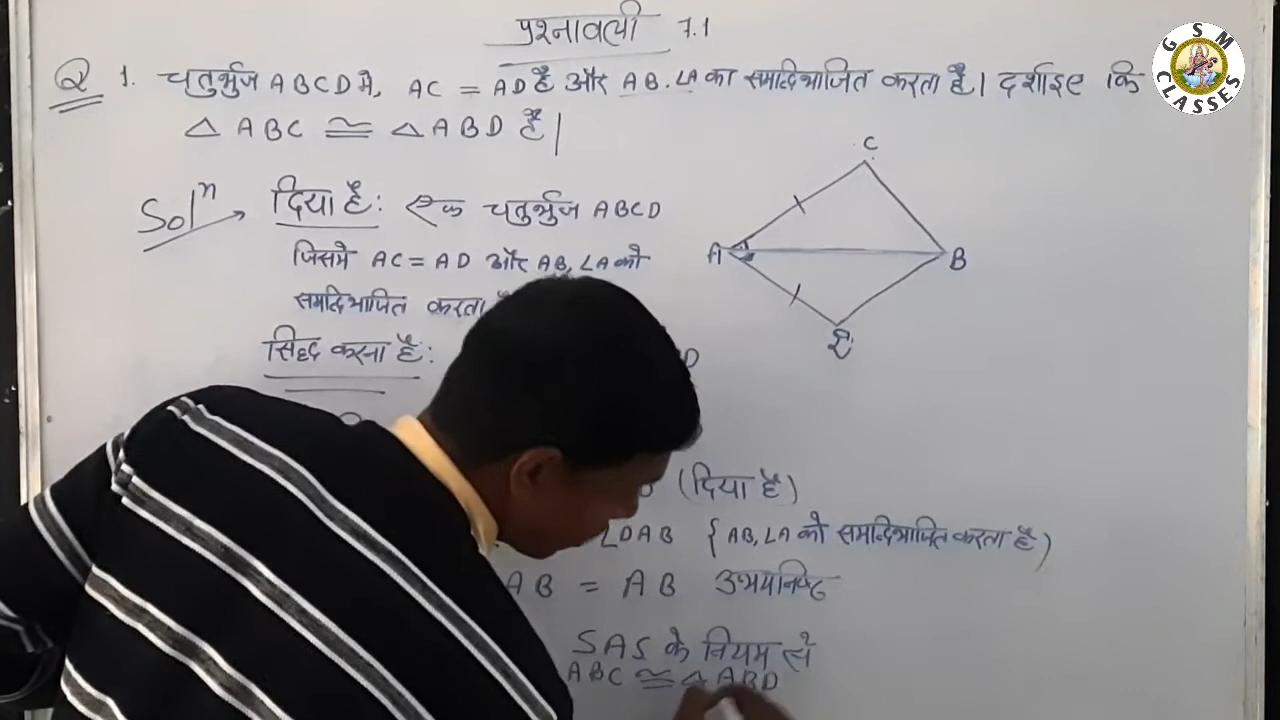 प्रश्नावली 7.1
Q 1. चतुर्भुज ABCD मे, AC = AD है और AB, ∠A का समद्विभाजित करता है। दर्शाइए कि
△ ABC ≅ △ ABD है।
Solⁿ दिया है: एक चतुर्भुज ABCD
जिसमे AC = AD और AB, ∠A को
समद्विभाजित करता
सिद्ध करना है:
D
(दिया है)
∠DAB { AB, ∠A को समद्विभाजित करता है )
AB = AB उभयनिष्ठ
SAS के नियम से
ABC ≅ △ ABD
C
A
B
GSM CLASSES